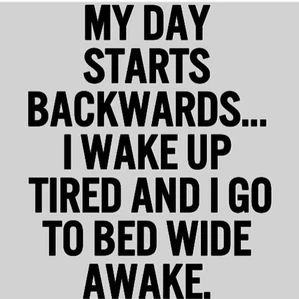 MY DAY
STARTS
BACKWARDS...
I WAKE UP
TIRED AND I GO
TO BED WIDE
AWAKE.